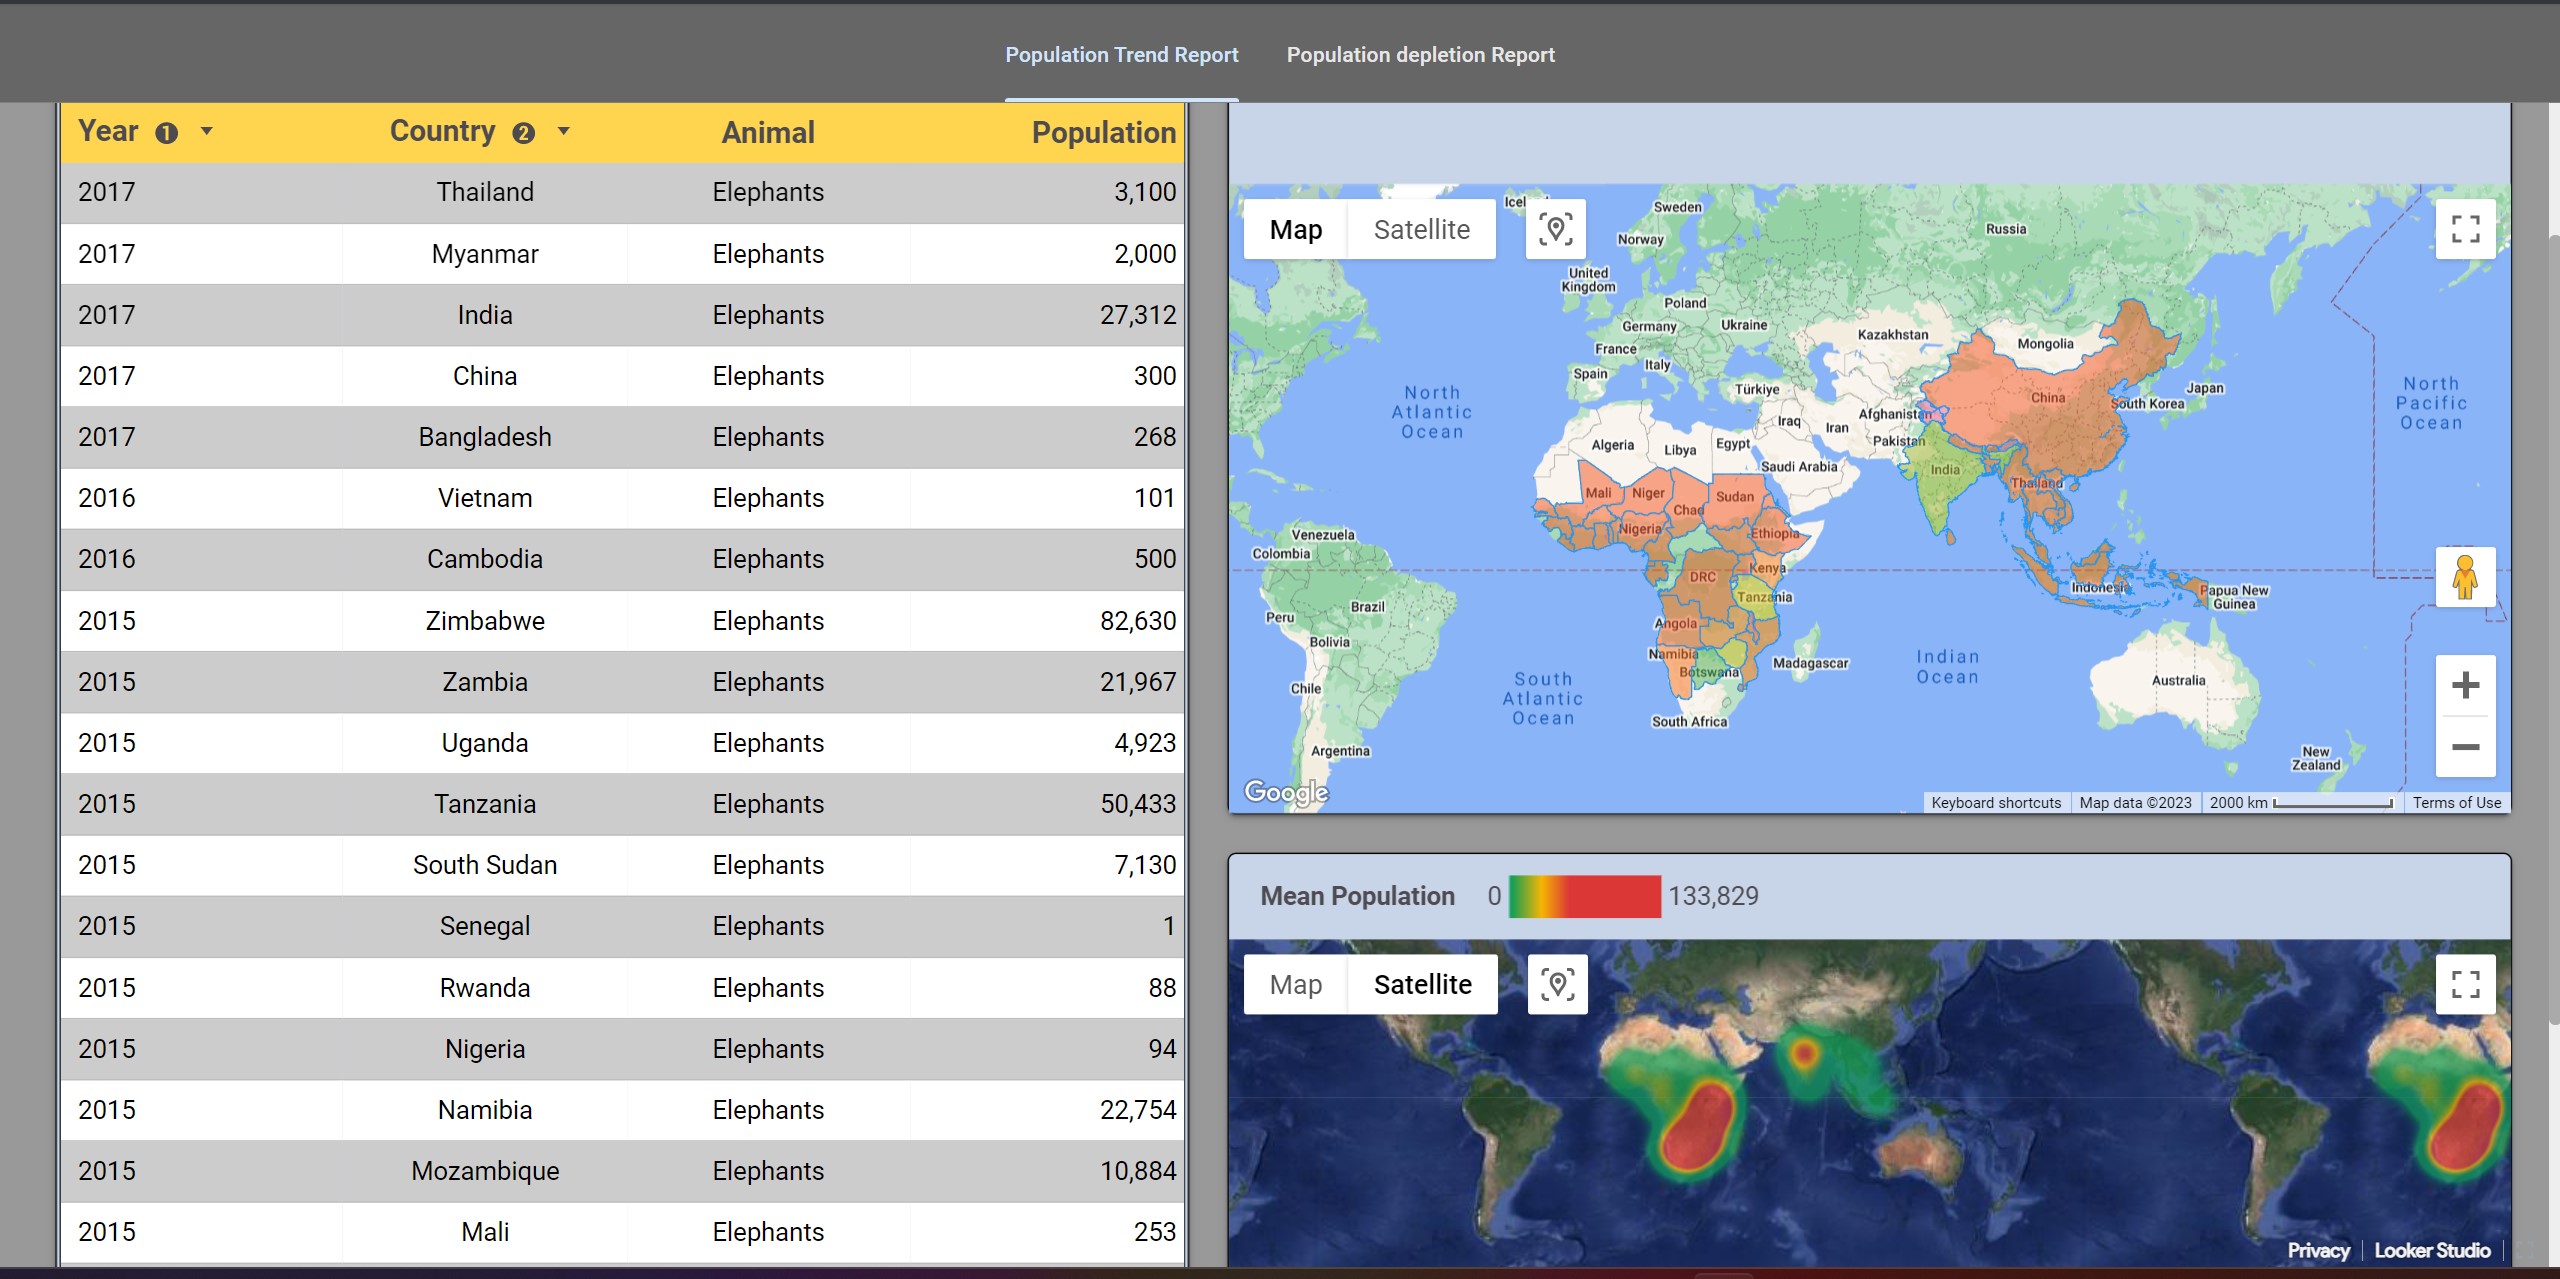 Population Trend Report Population depletion Report
Year 1 Country 2 Animal Population
2017 Thailand Elephants 3,100
2017 Myanmar Elephants 2,000
2017 India Elephants 27,312
2017 China Elephants 300
2017 Bangladesh Elephants 268
2016 Vietnam Elephants 101
2016 Cambodia Elephants 500
2015 Zimbabwe Elephants 82,630
2015 Zambia Elephants 21,967
2015 Uganda Elephants 4,923
2015 Tanzania Elephants 50,433
2015 South Sudan Elephants 7,130
2015 Senegal Elephants 1
2015 Rwanda Elephants 88
2015 Nigeria Elephants 94
2015 Namibia Elephants 22,754
2015 Mozambique Elephants 10,884
2015 Mali Elephants 253
Map Satellite
Sweden
Norway
Russia
United
Kingdom
Poland
Germany
Ukraine
France
Italy
Spain
Türkiye
Kazakhstan
Mongolia
China
South Korea
Japan
Afghanistan
Pakistan
Iraq
Iran
Algeria
Libya
Egypt
Saudi Arabia
India
Thailand
Mali
Niger
Chad
Sudan
Nigeria
Ethiopia
DRC
Kenya
Tanzania
Angola
Namibia
Botswana
Madagascar
South Africa
Indonesia
Papua New
Guinea
Australia
New
Zealand
Venezuela
Colombia
Peru
Brazil
Bolivia
Chile
Argentina
North
Atlantic
Ocean
North
Pacific
Ocean
South
Atlantic
Ocean
Indian
Ocean
Google
Keyboard shortcuts Map data ©2023 2000 km Terms of Use
Mean Population 0 133,829
Map Satellite
Privacy Looker Studio